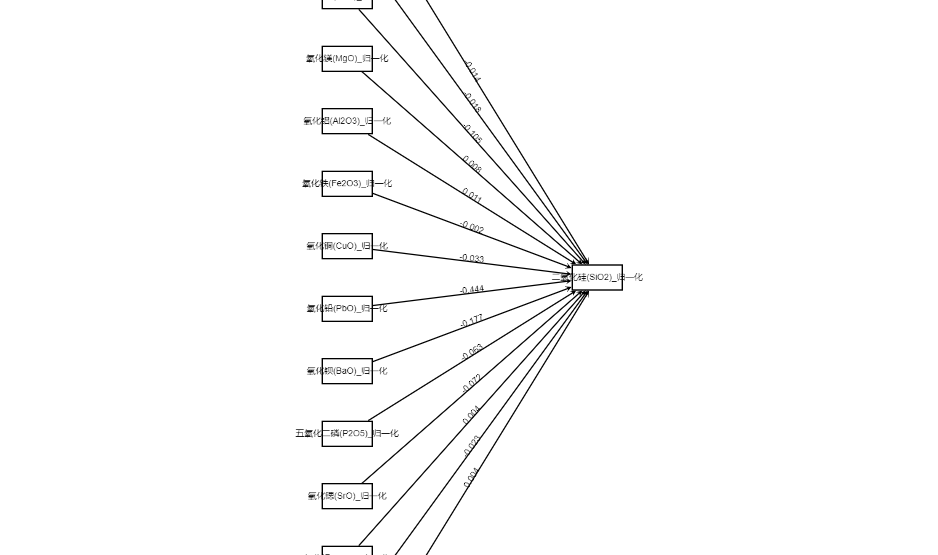 -0.014
氧化镁(MgO)_归一化
-0.018
氧化铝(Al2O3)_归一化
-0.105
0.008
氧化铁(Fe2O3)_归一化
0.011
-0.002
氧化铜(CuO)_归一化
-0.033
二氧化硅(SiO2)_归一化
-0.444
氧化铅(PbO)_归一化
-0.177
-0.063
氧化钡(BaO)_归一化
-0.072
0.004
五氧化二磷(P2O5)_归一化
-0.023
0.004
氧化锶(SrO)_归一化